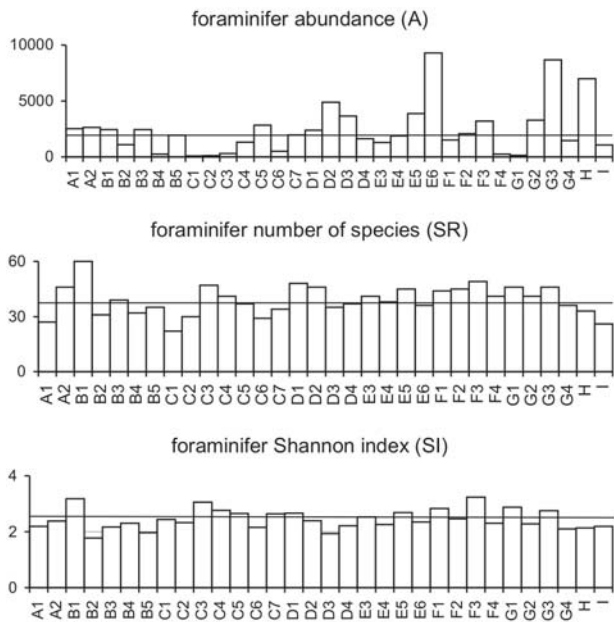 foraminifer abundance (A)
10000
5000
0
A1 A2 B1 B2 B3 B4 B5 C1 C2 C3 C4 C5 C6 C7 D1 D2 D3 D4 E3 E4 E5 E6 F1 F2 F3 F4 G1 G2 G3 G4 H I
foraminifer number of species (SR)
60
30
0
A1 A2 B1 B2 B3 B4 B5 C1 C2 C3 C4 C5 C6 C7 D1 D2 D3 D4 E3 E4 E5 E6 F1 F2 F3 F4 G1 G2 G3 G4 H I
foraminifer Shannon index (SI)
4
2
0
A1 A2 B1 B2 B3 B4 B5 C1 C2 C3 C4 C5 C6 C7 D1 D2 D3 D4 E3 E4 E5 E6 F1 F2 F3 F4 G1 G2 G3 G4 H I